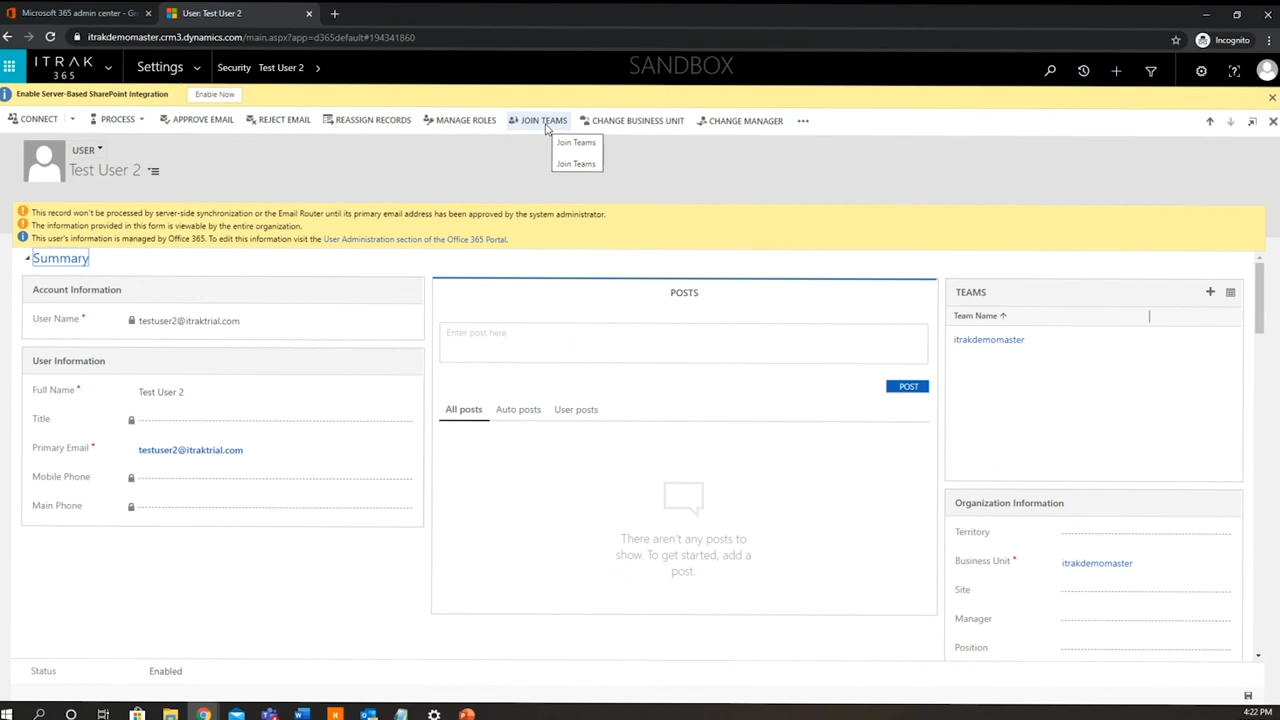 Microsoft 365 admin center - G
User: Test User 2
itrakdemomaster.crm3.dynamics.com/main.aspx?app=d365default#194341860
Incognito
ITRAK
365
Settings
Security
Test User 2
SANDBOX
Enable Server-Based SharePoint Integration
Enable Now
CONNECT
PROCESS
APPROVE EMAIL
REJECT EMAIL
REASSIGN RECORDS
MANAGE ROLES
JOIN TEAMS
CHANGE BUSINESS UNIT
CHANGE MANAGER
Join Teams
Join Teams
USER
Test User 2
This record won't be processed by server-side synchronization or the Email Router until its primary email address has been approved by the system administrator.
The information provided in this form is viewable by the entire organization.
This user's information is managed by Office 365. To edit this information visit the User Administration section of the Office 365 Portal.
Summary
Account Information
User Name *
testuser2@itraktrial.com
User Information
Full Name *
Test User 2
Title
Primary Email *
testuser2@itraktrial.com
Mobile Phone
Main Phone
POSTS
Enter post here
POST
All posts
Auto posts
User posts
There aren't any posts to
show. To get started, add a
post.
TEAMS
Team Name
itrakdemomaster
Organization Information
Territory
Business Unit *
itrakdemomaster
Site
Manager
Position
Status
Enabled
4:22 PM